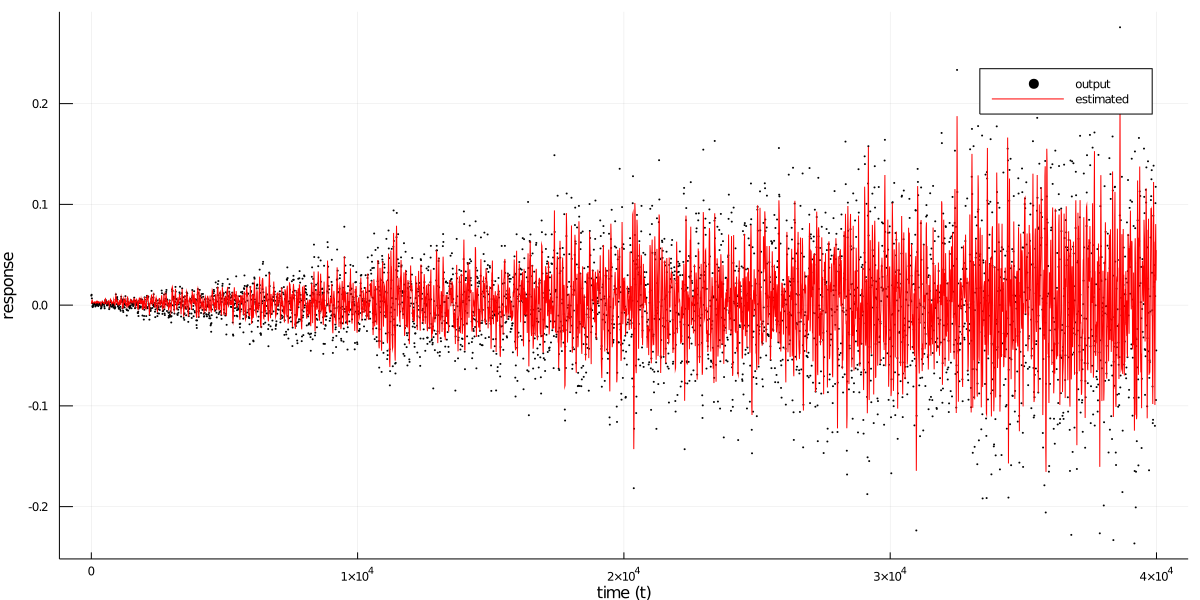 output
estimated
0.2
0.1
0.0
-0.1
-0.2
response
0 1×10⁴ 2×10⁴ 3×10⁴ 4×10⁴
time (t)